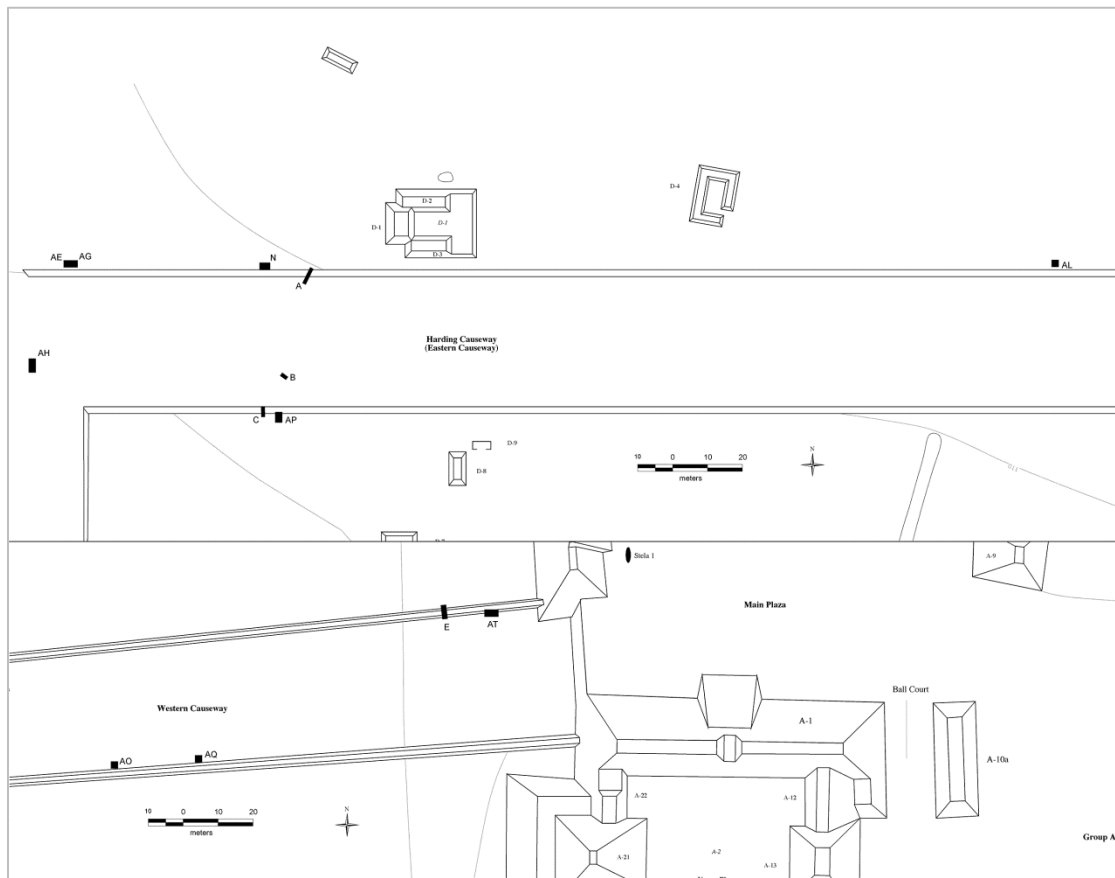 D-4
D-2
D-1
D-1
D-3
AE
AG
N
A
AL
Harding Causeway
(Eastern Causeway)
AH
B
C
AP
D-9
D-8
10 0 10 20
meters
N
110
Stela 1
A-9
Main Plaza
E
AT
Western Causeway
Ball Court
A-1
AO
AQ
A-10a
10 0 10 20
meters
N
A-22
A-12
Group A
A-21
A-2
A-13